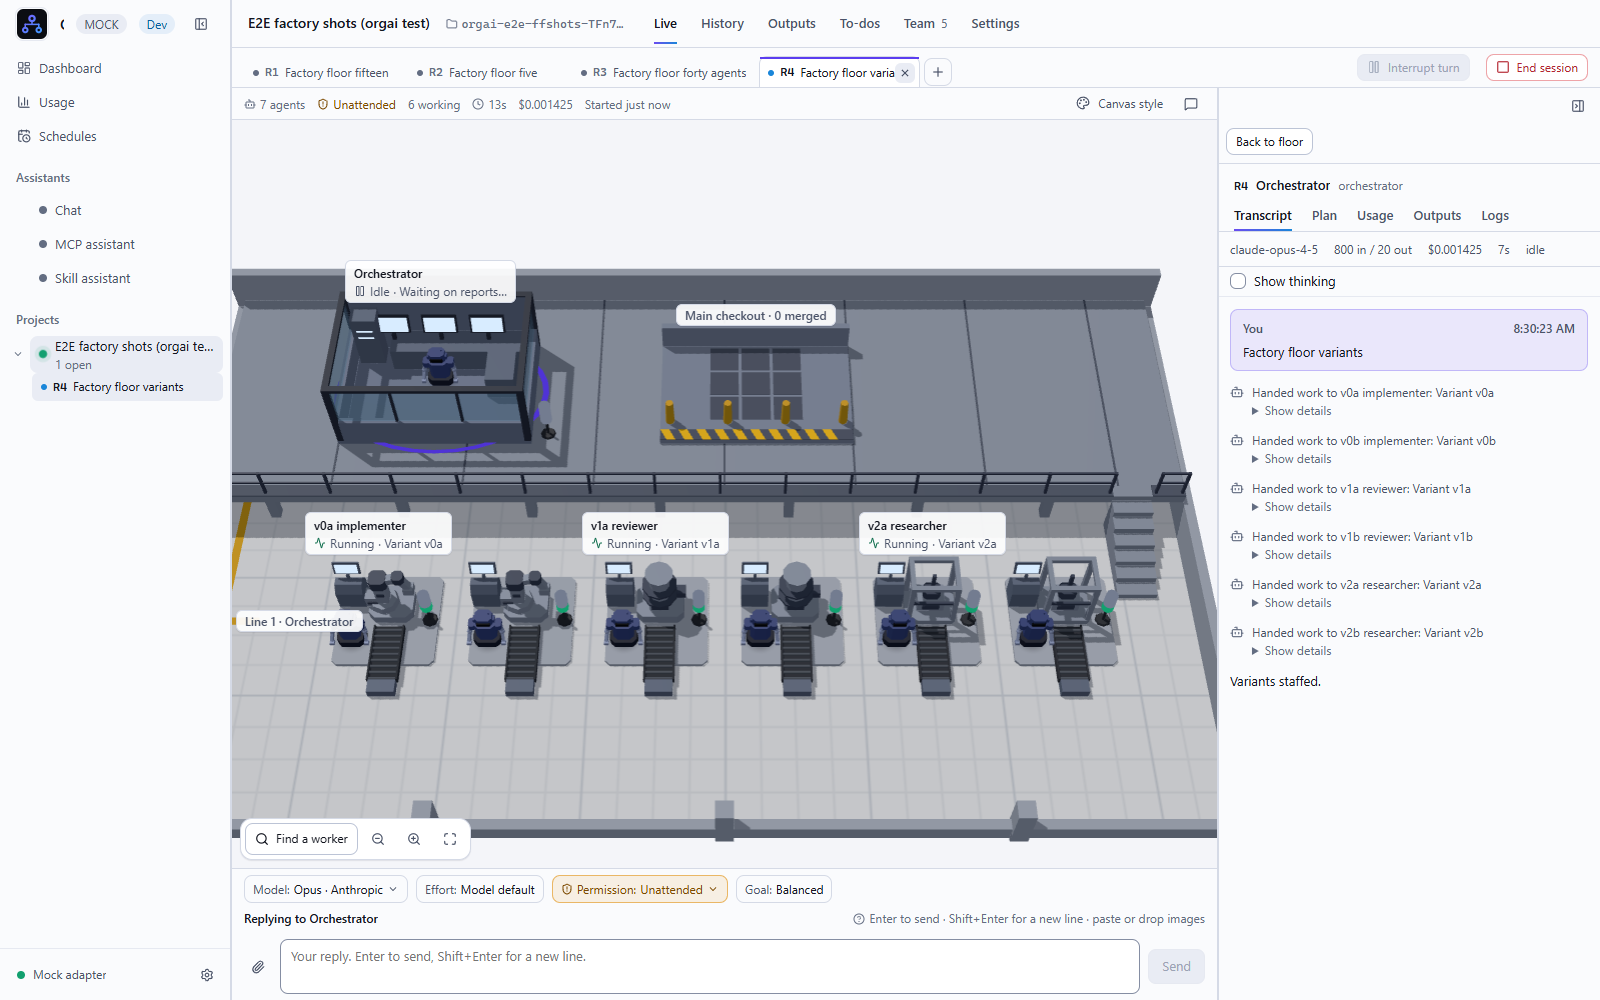 MOCK
Dev
Dashboard
Usage
Schedules
Assistants
Chat
MCP assistant
Skill assistant
Projects
E2E factory shots (orgai te...
1 open
R4 Factory floor variants
Mock adapter
E2E factory shots (orgai test)
orgai-e2e-ffshots-TFn7...
Live
History
Outputs
To-dos
Team 5
Settings
R1 Factory floor fifteen
R2 Factory floor five
R3 Factory floor forty agents
R4 Factory floor varia
Interrupt turn
End session
7 agents
Unattended
6 working
13s
$0.001425
Started just now
Canvas style
Orchestrator
Idle · Waiting on reports...
Main checkout · 0 merged
v0a implementer
Running · Variant v0a
v1a reviewer
Running · Variant v1a
v2a researcher
Running · Variant v2a
Line 1 · Orchestrator
Find a worker
Model: Opus · Anthropic
Effort: Model default
Permission: Unattended
Goal: Balanced
Replying to Orchestrator
Enter to send · Shift+Enter for a new line · paste or drop images
Your reply. Enter to send, Shift+Enter for a new line.
Send
Back to floor
R4 Orchestrator orchestrator
Transcript
Plan
Usage
Outputs
Logs
claude-opus-4-5
800 in / 20 out
$0.001425
7s
idle
Show thinking
You
8:30:23 AM
Factory floor variants
Handed work to v0a implementer: Variant v0a
Show details
Handed work to v0b implementer: Variant v0b
Show details
Handed work to v1a reviewer: Variant v1a
Show details
Handed work to v1b reviewer: Variant v1b
Show details
Handed work to v2a researcher: Variant v2a
Show details
Handed work to v2b researcher: Variant v2b
Show details
Variants staffed.